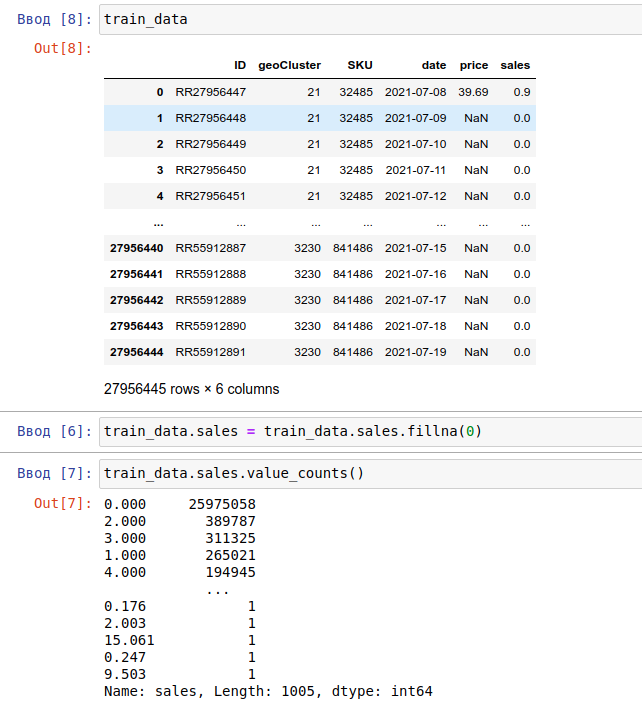 Ввод [8]: train_data
Out[8]:
ID geoCluster SKU date price sales
0 RR27956447 21 32485 2021-07-08 39.69 0.9
1 RR27956448 21 32485 2021-07-09 NaN 0.0
2 RR27956449 21 32485 2021-07-10 NaN 0.0
3 RR27956450 21 32485 2021-07-11 NaN 0.0
4 RR27956451 21 32485 2021-07-12 NaN 0.0
... ... ... ... ... ... ...
27956440 RR55912887 3230 841486 2021-07-15 NaN 0.0
27956441 RR55912888 3230 841486 2021-07-16 NaN 0.0
27956442 RR55912889 3230 841486 2021-07-17 NaN 0.0
27956443 RR55912890 3230 841486 2021-07-18 NaN 0.0
27956444 RR55912891 3230 841486 2021-07-19 NaN 0.0
27956445 rows × 6 columns
Ввод [6]: train_data.sales = train_data.sales.fillna(0)
Ввод [7]: train_data.sales.value_counts()
Out[7]: 0.000 25975058
2.000 389787
3.000 311325
1.000 265021
4.000 194945
...
0.176 1
2.003 1
15.061 1
0.247 1
9.503 1
Name: sales, Length: 1005, dtype: int64